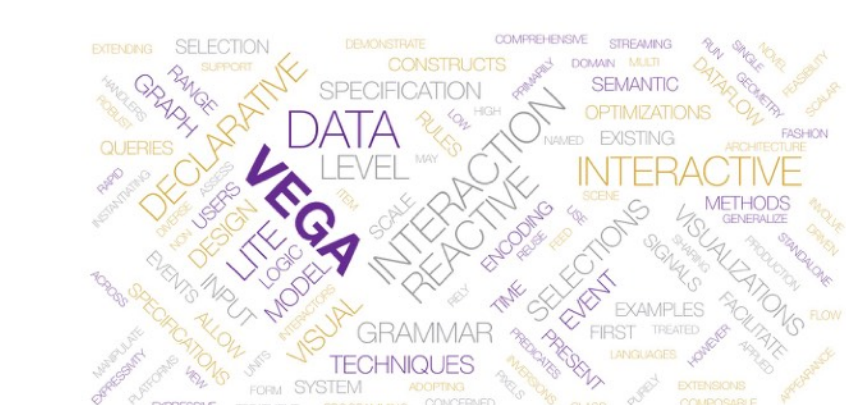 EXTENDING
SELECTION
DEMONSTRATE
COMPREHENSIVE
STREAMING
RUN
SINGLE
NOVEL
FEASIBILITY
SCALAR
SUPPORT
CONSTRUCTS
PRIMARILY
DOMAIN
MULTI
DATAFLOW
GEOMETRY
HANDLERS
ROBUST
GRAPH
RANGE
SPECIFICATION
SEMANTIC
DECLARATIVE
DATA
LOW
HIGH
RULES
OPTIMIZATIONS
FASHION
QUERIES
LEVEL
MAY
INTERACTION
NAMED
EXISTING
ARCHITECTURE
RAPID
INSTANTIATING
ASSESS
VEGA
INTERACTIVE
DIVERSE
NON
USERS
DESIGN
ITEM
SCALE
REACTIVE
SCENE
METHODS
GENERALIZE
INVOLVE
DRIVEN
LITE
LOGIC
MODEL
ENCODING
REUSE
USE
FEED
SELECTIONS
SHARING
SIGNALS
VISUALIZATIONS
PRODUCTION
STANDALONE
ACROSS
EVENTS
INPUT
SPECIFICATIONS
ALLOW
INTERACTORS
VISUAL
RELY
TIME
EVENT
EXAMPLES
FACILITATE
FLOW
GRAMMAR
FIRST
TREATED
HOWEVER
APPLIED
MANIPULATE
EXPRESSIVITY
PLATFORMS
VIEW
UNITS
TECHNIQUES
PREDICATES
PRESENT
LANGUAGES
APPEARANCE
FORM
SYSTEM
ADOPTING
INVERSIONS
PIXELS
PURELY
EXTENSIONS
EXPRESSIVE
CONCERNED
COMPOSABLE